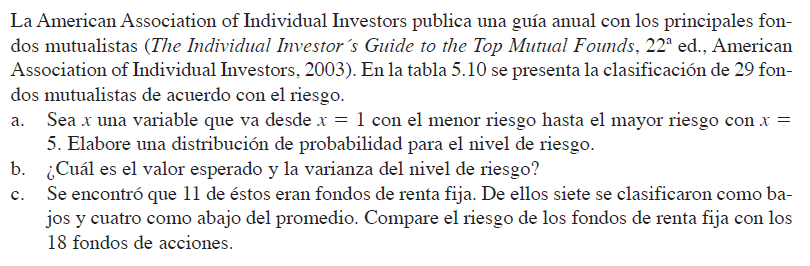 La American Association of Individual Investors publica una guía anual con los principales fon-
dos mutualistas (The Individual Investor´s Guide to the Top Mutual Founds, 22ª ed., American
Association of Individual Investors, 2003). En la tabla 5.10 se presenta la clasificación de 29 fon-
dos mutualistas de acuerdo con el riesgo.
a. Sea x una variable que va desde x = 1 con el menor riesgo hasta el mayor riesgo con x =
5. Elabore una distribución de probabilidad para el nivel de riesgo.
b. ¿Cuál es el valor esperado y la varianza del nivel de riesgo?
c. Se encontró que 11 de éstos eran fondos de renta fija. De ellos siete se clasificaron como ba-
jos y cuatro como abajo del promedio. Compare el riesgo de los fondos de renta fija con los
18 fondos de acciones.